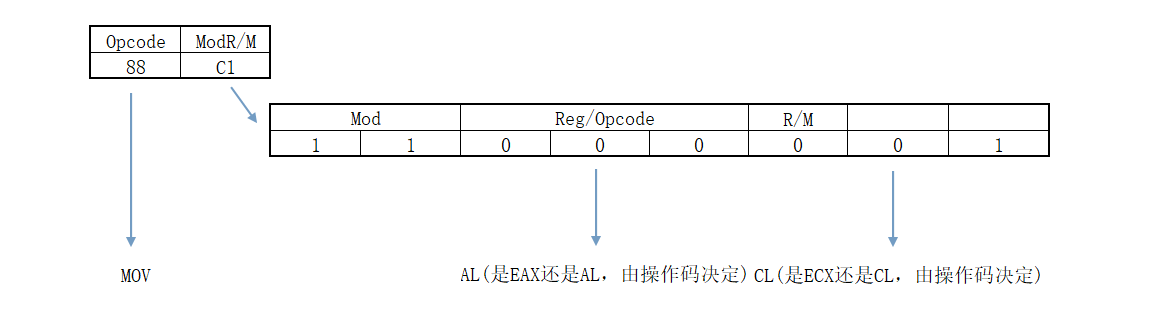 Opcode ModR/M
88 C1
Mod Reg/Opcode R/M
1 1 0 0 0 0 0 1
MOV AL(是EAX还是AL，由操作码决定) CL(是ECX还是CL，由操作码决定)